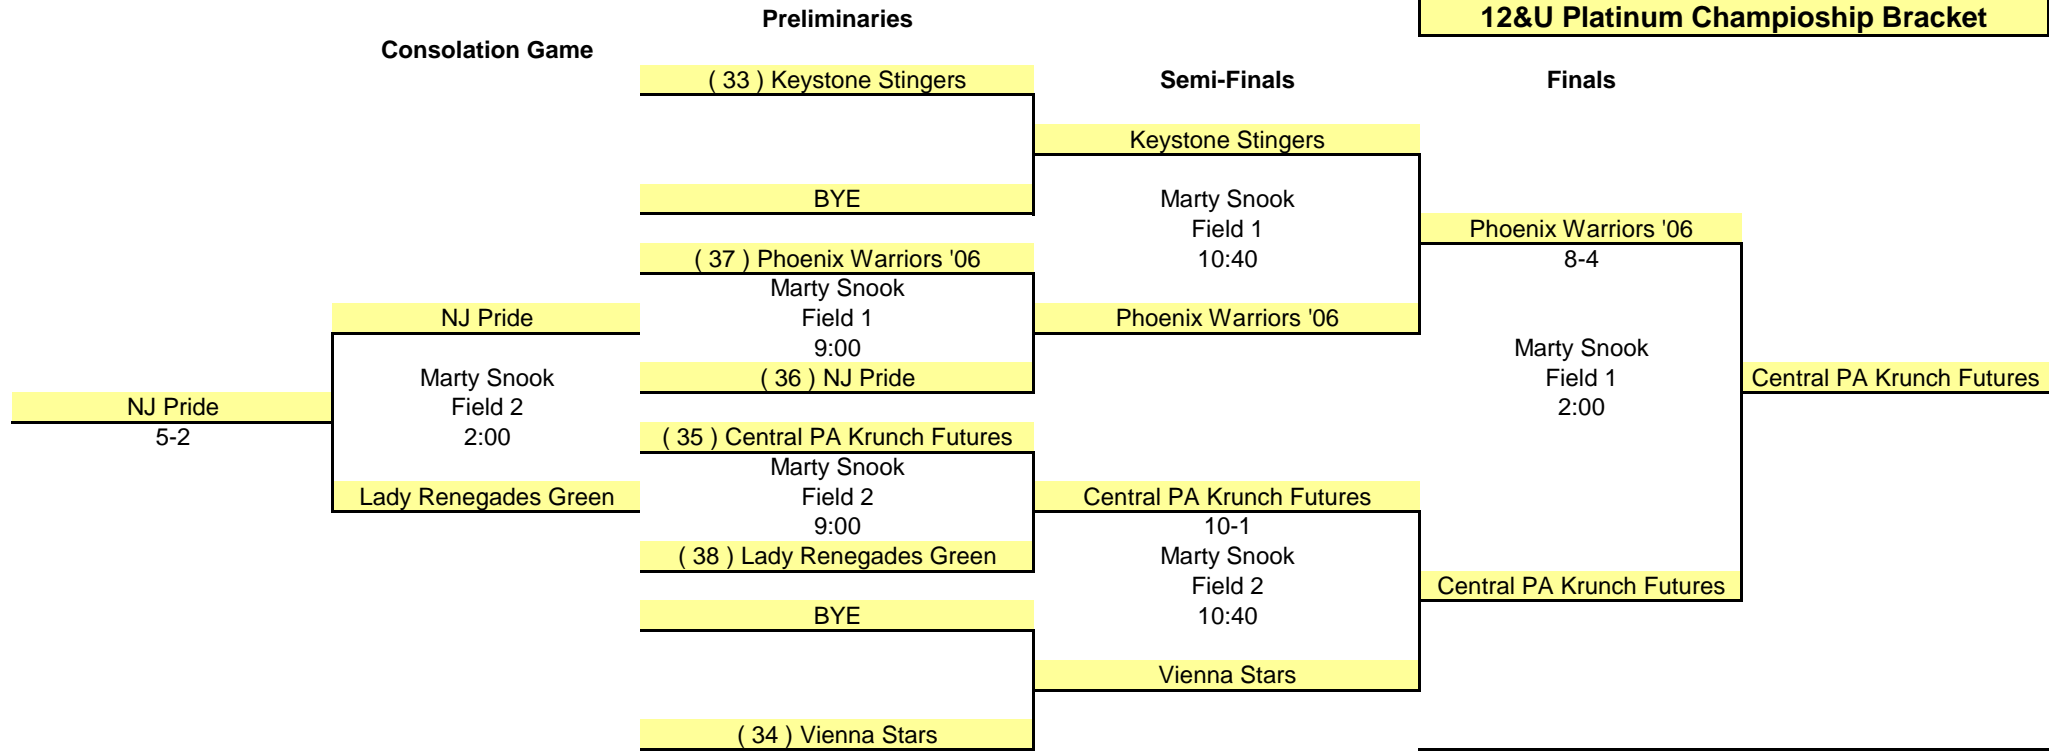 12&U Platinum Champioship Bracket
Preliminaries
Consolation Game
( 33 ) Keystone Stingers
Semi-Finals
Finals
Keystone Stingers
BYE
Marty Snook
Field 1
10:40
Phoenix Warriors '06
8-4
( 37 ) Phoenix Warriors '06
Marty Snook
Field 1
9:00
( 36 ) NJ Pride
Phoenix Warriors '06
NJ Pride
Marty Snook
Field 2
2:00
Lady Renegades Green
NJ Pride
5-2
Marty Snook
Field 1
2:00
Central PA Krunch Futures
( 35 ) Central PA Krunch Futures
Marty Snook
Field 2
9:00
( 38 ) Lady Renegades Green
Central PA Krunch Futures
10-1
Marty Snook
Field 2
10:40
Central PA Krunch Futures
BYE
Vienna Stars
( 34 ) Vienna Stars